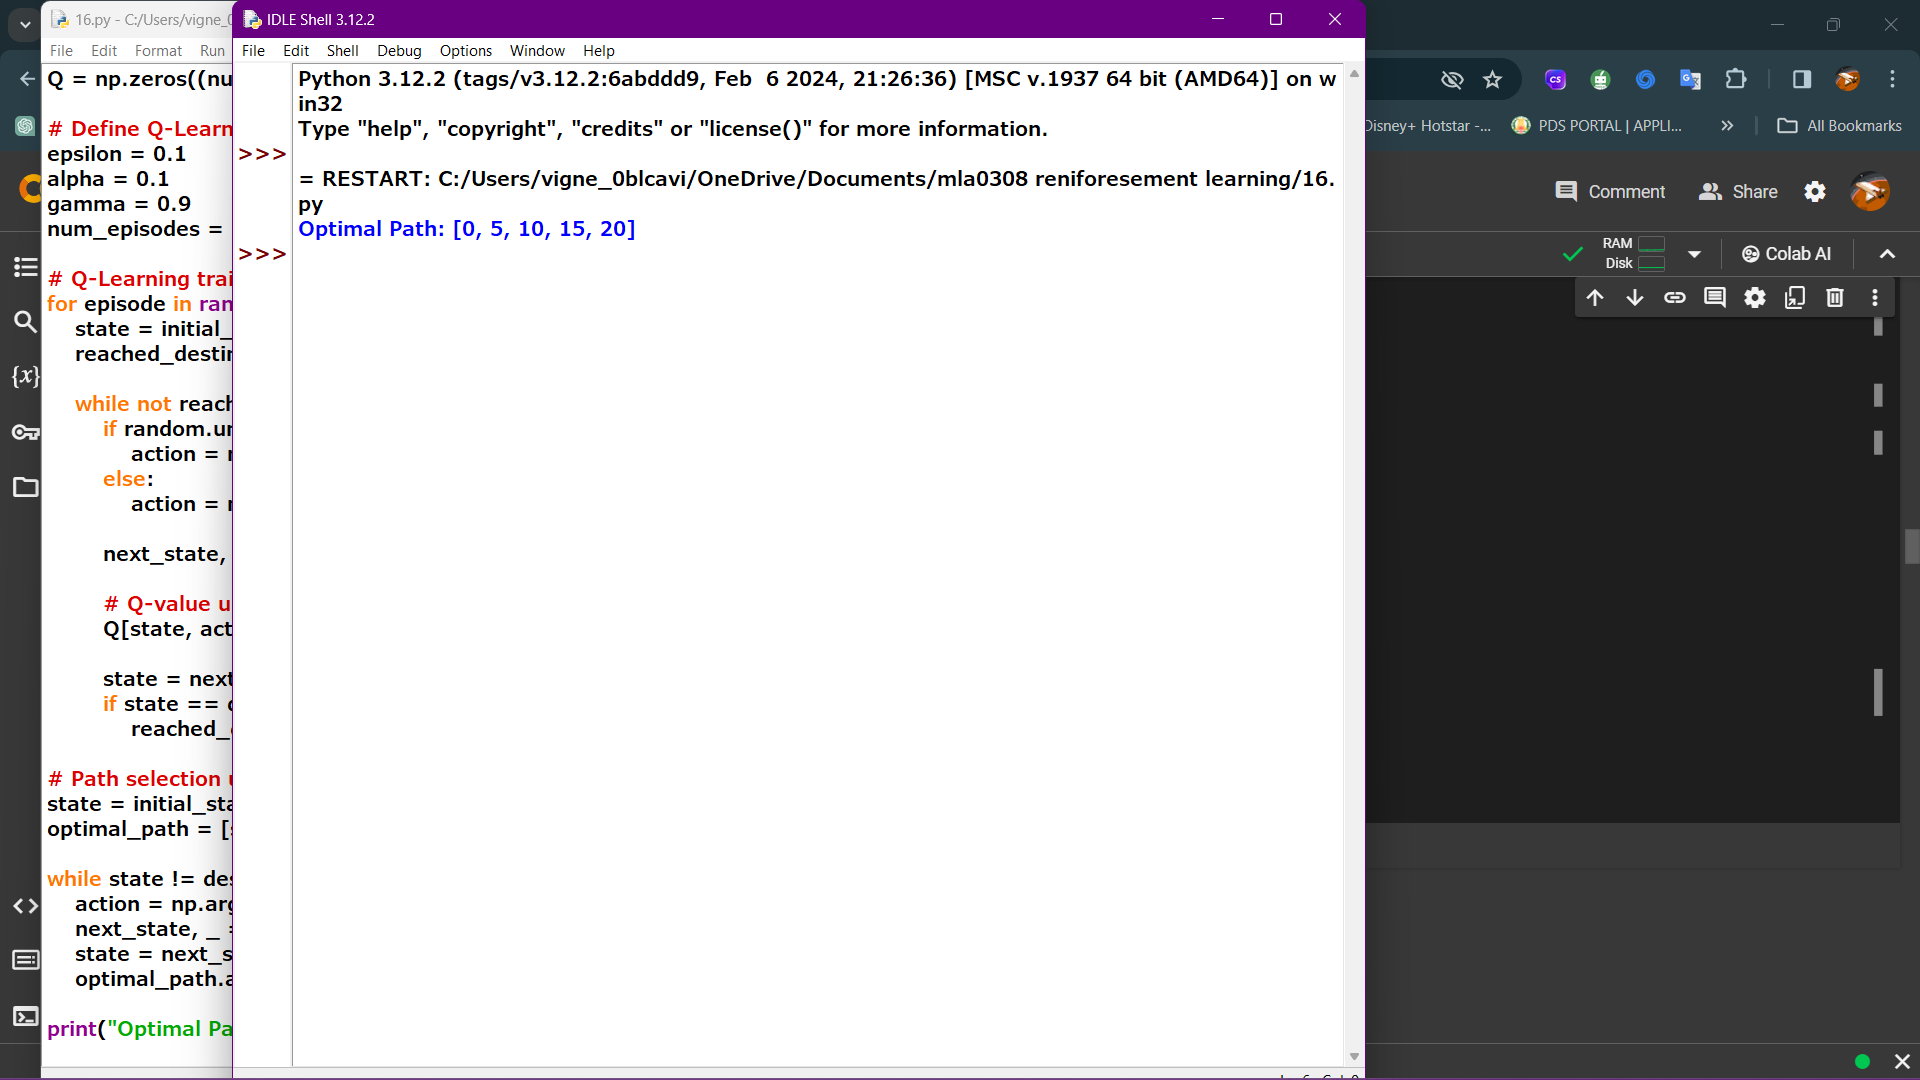 16.py - C:/Users/vigne_0
File Edit Format Run
Q = np.zeros((nu
# Define Q-Learn
epsilon = 0.1
alpha = 0.1
gamma = 0.9
num_episodes =
# Q-Learning trai
for episode in ran
state = initial_
reached_destin
while not reach
if random.un
action = r
else:
action = n
next_state,
# Q-value u
Q[state, act
state = next
if state == d
reached_
# Path selection u
state = initial_sta
optimal_path = [s
while state != des
action = np.arg
next_state, _ =
state = next_s
optimal_path.a
print("Optimal Pa
IDLE Shell 3.12.2
File Edit Shell Debug Options Window Help
Python 3.12.2 (tags/v3.12.2:6abddd9, Feb  6 2024, 21:26:36) [MSC v.1937 64 bit (AMD64)] on w
in32
Type "help", "copyright", "credits" or "license()" for more information.
>>>
= RESTART: C:/Users/vigne_0blcavi/OneDrive/Documents/mla0308 reniforesement learning/16.
py
Optimal Path: [0, 5, 10, 15, 20]
>>>
Disney+ Hotstar -...
PDS PORTAL | APPLI...
All Bookmarks
Comment
Share
RAM
Disk
Colab AI
{x}